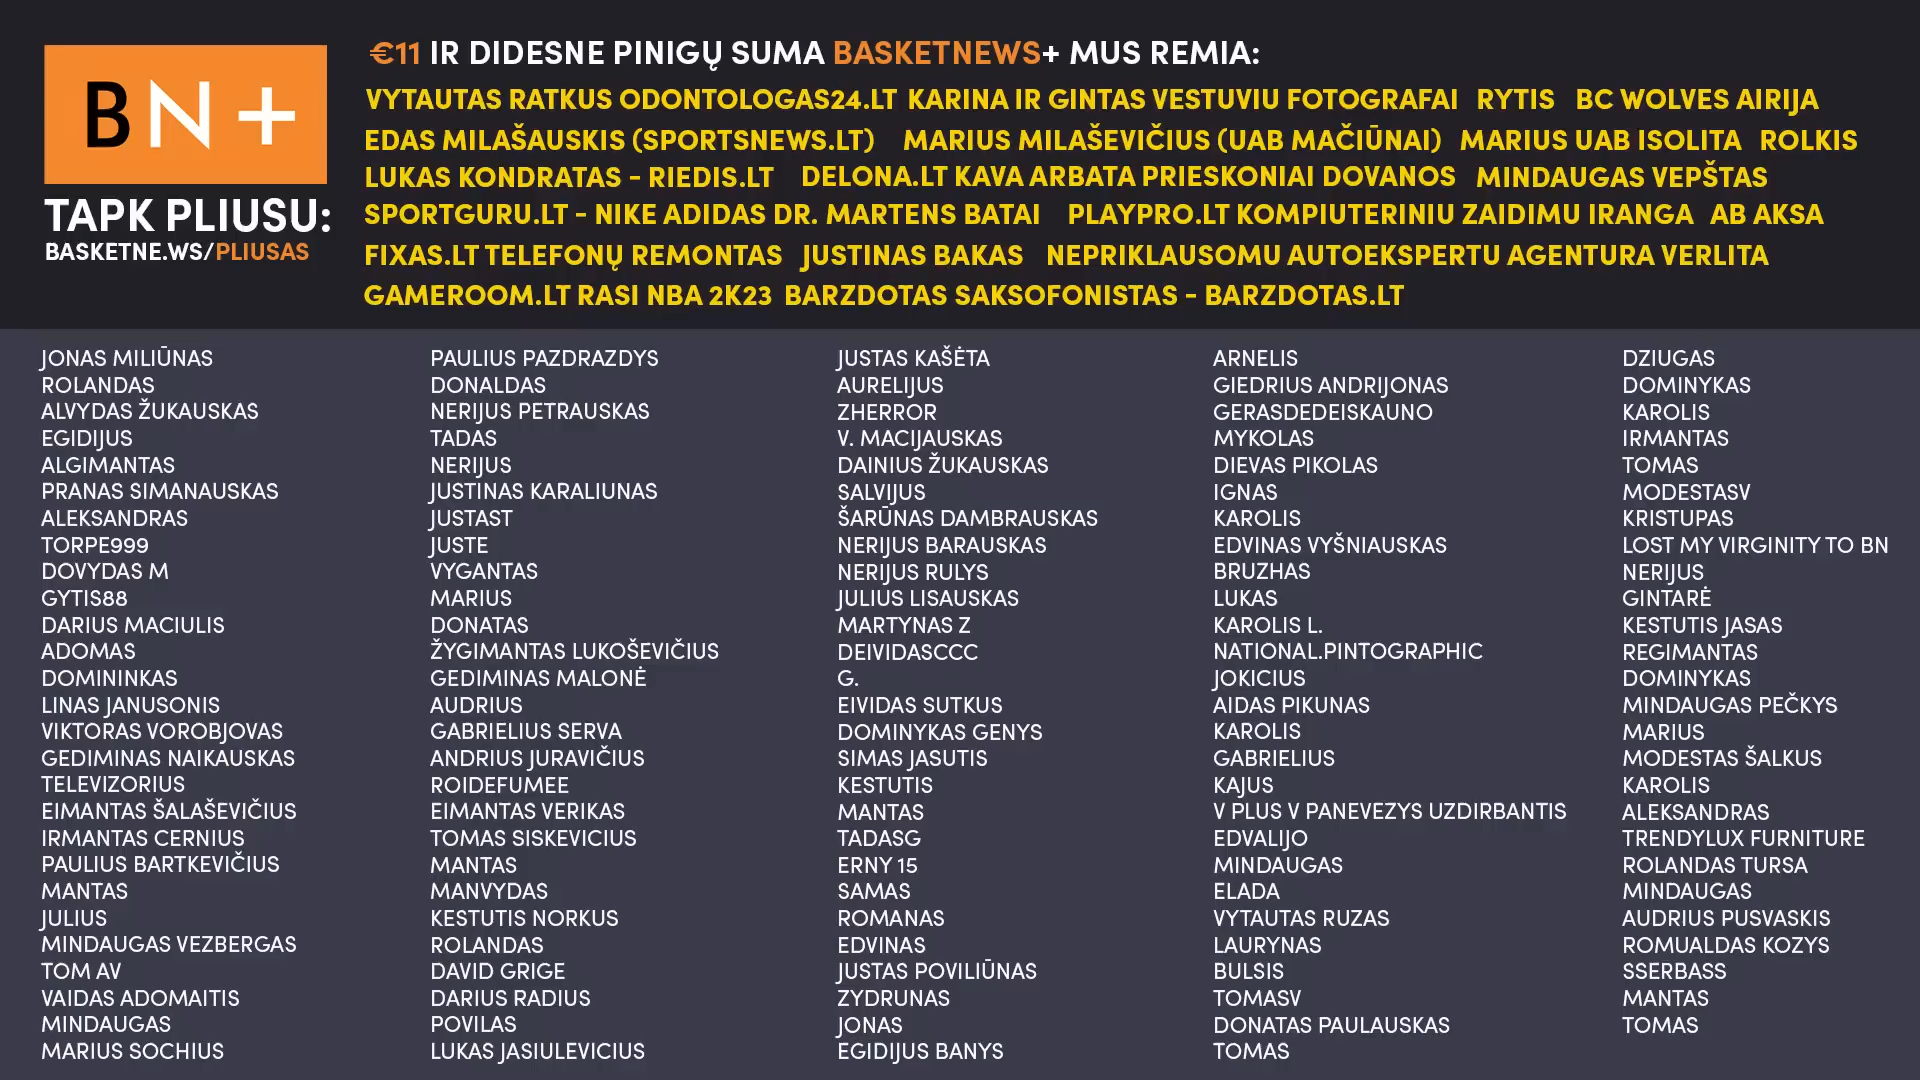 BN+
TAPK PLIUSU:
BASKETNE.WS/PLIUSAS
€11 IR DIDESNE PINIGŲ SUMA BASKETNEWS+ MUS REMIA:
VYTAUTAS RATKUS ODONTOLOGAS24.LT KARINA IR GINTAS VESTUVIU FOTOGRAFAI RYTIS BC WOLVES AIRIJA
EDAS MILAŠAUSKIS (SPORTSNEWS.LT) MARIUS MILAŠEVIČIUS (UAB MAČIŪNAI) MARIUS UAB ISOLITA ROLKIS
LUKAS KONDRATAS - RIEDIS.LT DELONA.LT KAVA ARBATA PRIESKONIAI DOVANOS MINDAUGAS VEPŠTAS
SPORTGURU.LT - NIKE ADIDAS DR. MARTENS BATAI PLAYPRO.LT KOMPIUTERINIU ZAIDIMU IRANGA AB AKSA
FIXAS.LT TELEFONŲ REMONTAS JUSTINAS BAKAS NEPRIKLAUSOMU AUTOEKSPERTU AGENTURA VERLITA
GAMEROOM.LT RASI NBA 2K23 BARZDOTAS SAKSOFONISTAS - BARZDOTAS.LT
JONAS MILIŪNAS
ROLANDAS
ALVYDAS ŽUKAUSKAS
EGIDIJUS
ALGIMANTAS
PRANAS SIMANAUSKAS
ALEKSANDRAS
TORPE999
DOVYDAS M
GYTIS88
DARIUS MACIULIS
ADOMAS
DOMININKAS
LINAS JANUSONIS
VIKTORAS VOROBJOVAS
GEDIMINAS NAIKAUSKAS
TELEVIZORIUS
EIMANTAS ŠALAŠEVIČIUS
IRMANTAS CERNIUS
PAULIUS BARTKEVIČIUS
MANTAS
JULIUS
MINDAUGAS VEZBERGAS
TOM AV
VAIDAS ADOMAITIS
MINDAUGAS
MARIUS SOCHIUS
PAULIUS PAZDRAZDYS
DONALDAS
NERIJUS PETRAUSKAS
TADAS
NERIJUS
JUSTINAS KARALIUNAS
JUSTAST
JUSTE
VYGANTAS
MARIUS
DONATAS
ŽYGIMANTAS LUKOŠEVIČIUS
GEDIMINAS MALONĖ
AUDRIUS
GABRIELIUS SERVA
ANDRIUS JURAVIČIUS
ROIDEFUMEE
EIMANTAS VERIKAS
TOMAS SISKEVICIUS
MANTAS
MANVYDAS
KESTUTIS NORKUS
ROLANDAS
DAVID GRIGE
DARIUS RADIUS
POVILAS
LUKAS JASIULEVICIUS
JUSTAS KAŠĖTA
AURELIJUS
ZHERROR
V. MACIJAUSKAS
DAINIUS ŽUKAUSKAS
SALVIJUS
ŠARŪNAS DAMBRAUSKAS
NERIJUS BARAUSKAS
NERIJUS RULYS
JULIUS LISAUSKAS
MARTYNAS Z
DEIVIDASCCC
G.
EIVIDAS SUTKUS
DOMINYKAS GENYS
SIMAS JASUTIS
KESTUTIS
MANTAS
TADASG
ERNY 15
SAMAS
ROMANAS
EDVINAS
JUSTAS POVILIŪNAS
ZYDRUNAS
JONAS
EGIDIJUS BANYS
ARNELIS
GIEDRIUS ANDRIJONAS
GERASDEDEISKAUNO
MYKOLAS
DIEVAS PIKOLAS
IGNAS
KAROLIS
EDVINAS VYŠNIAUSKAS
BRUZHAS
LUKAS
KAROLIS L.
NATIONAL.PINTOGRAPHIC
JOKICIUS
AIDAS PIKUNAS
KAROLIS
GABRIELIUS
KAJUS
V PLUS V PANEVEZYS UZDIRBANTIS
EDVALIJO
MINDAUGAS
ELADA
VYTAUTAS RUZAS
LAURYNAS
BULSIS
TOMASV
DONATAS PAULAUSKAS
TOMAS
DZIUGAS
DOMINYKAS
KAROLIS
IRMANTAS
TOMAS
MODESTASV
KRISTUPAS
LOST MY VIRGINITY TO BN
NERIJUS
GINTARĖ
KESTUTIS JASAS
REGIMANTAS
DOMINYKAS
MINDAUGAS PEČKYS
MARIUS
MODESTAS ŠALKUS
KAROLIS
ALEKSANDRAS
TRENDYLUX FURNITURE
ROLANDAS TURSA
MINDAUGAS
AUDRIUS PUSVASKIS
ROMUALDAS KOZYS
SSERBASS
MANTAS
TOMAS